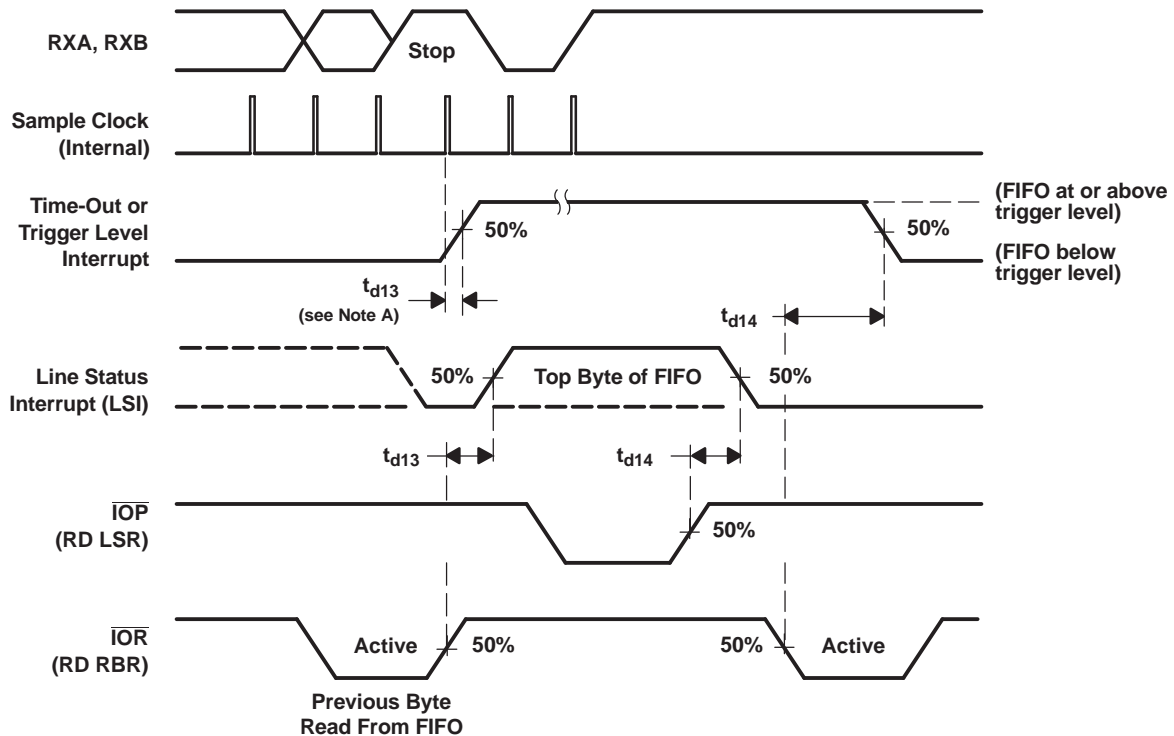 RXA, RXB
Stop
Sample Clock
(Internal)
Time-Out or
Trigger Level
Interrupt
50%
50%
(FIFO at or above
trigger level)
(FIFO below
trigger level)
td13
(see Note A)
td14
Line Status
Interrupt (LSI)
50%
Top Byte of FIFO
50%
td13
td14
IOP
(RD LSR)
50%
IOR
(RD RBR)
Active
50%
50%
Active
Previous Byte
Read From FIFO